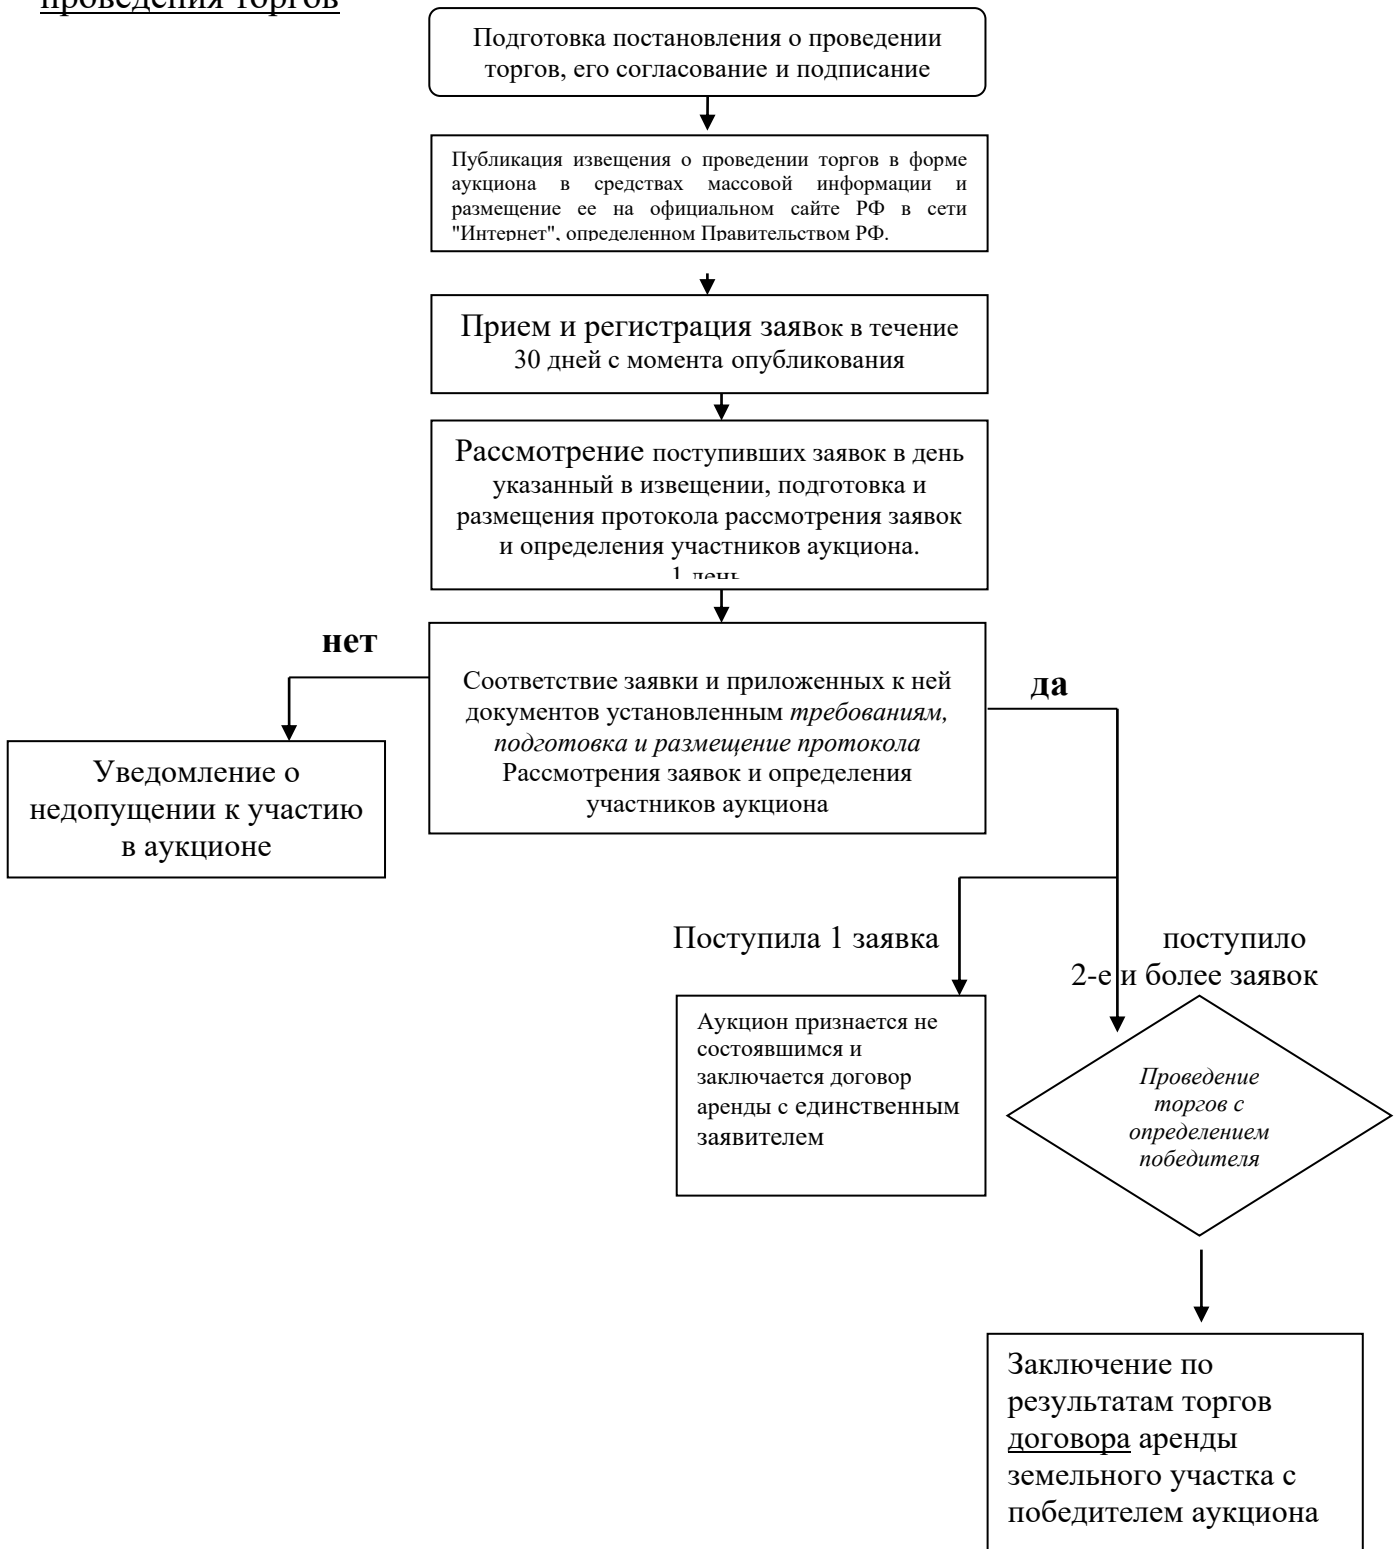 проведения торгов
Подготовка постановления о проведении
торгов, его согласование и подписание
Публикация извещения о проведении торгов в форме
аукциона в средствах массовой информации и
размещение ее на официальном сайте РФ в сети
"Интернет", определенном Правительством РФ.
Прием и регистрация заявок в течение
30 дней с момента опубликования
Рассмотрение поступивших заявок в день
указанный в извещении, подготовка и
размещения протокола рассмотрения заявок
и определения участников аукциона.
1 день
нет
да
Соответствие заявки и приложенных к ней
документов установленным требованиям,
подготовка и размещение протокола
Рассмотрения заявок и определения
участников аукциона
Уведомление о
недопущении к участию
в аукционе
Поступила 1 заявка
поступило
2-е и более заявок
Аукцион признается не
состоявшимся и
заключается договор
аренды с единственным
заявителем
Проведение
торгов с
определением
победителя
Заключение по
результатам торгов
договора аренды
земельного участка с
победителем аукциона